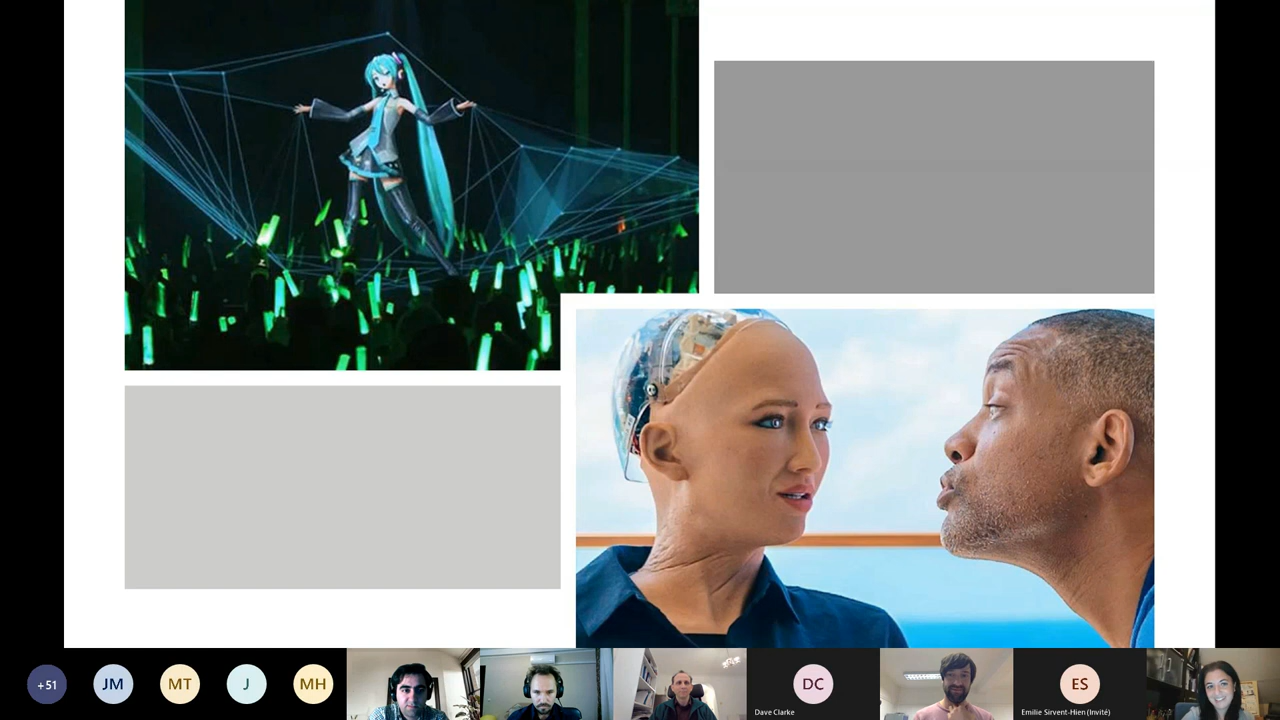 +51
JM
MT
J
MH
DC
Dave Clarke
ES
Emilie Sirvent-Hien (Invité)